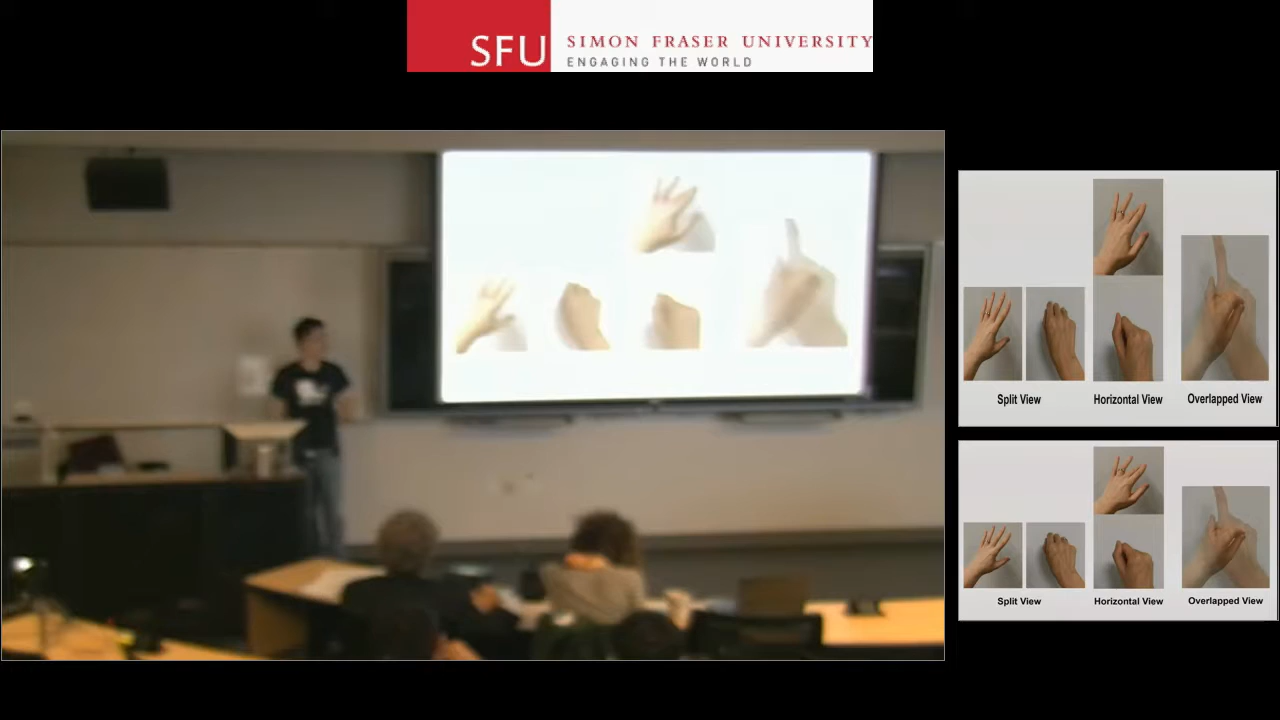 SFU
SIMON FRASER UNIVERSITY
ENGAGING THE WORLD
Split View
Horizontal View
Overlapped View
Split View
Horizontal View
Overlapped View